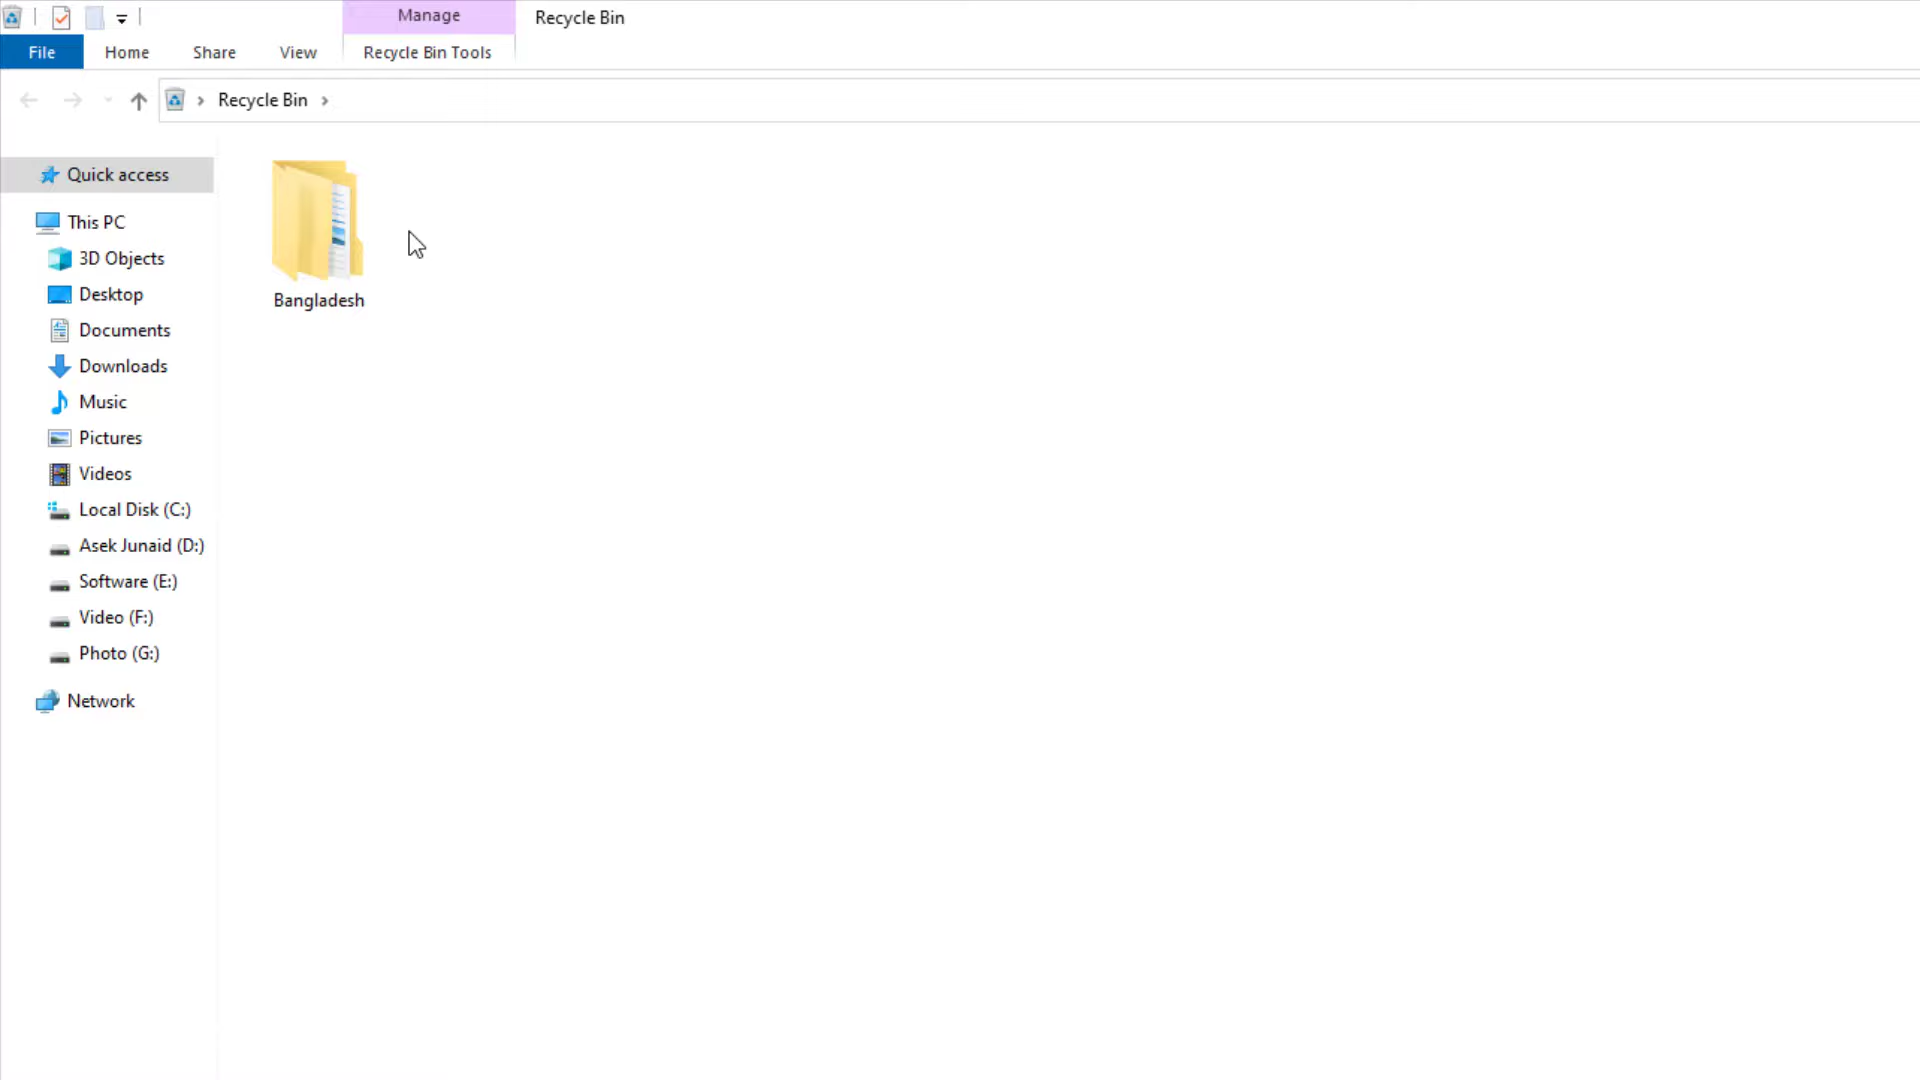 Manage
Recycle Bin
File
Home
Share
View
Recycle Bin Tools
Recycle Bin
Quick access
This PC
3D Objects
Desktop
Documents
Downloads
Music
Pictures
Videos
Local Disk (C:)
Asek Junaid (D:)
Software (E:)
Video (F:)
Photo (G:)
Network
Bangladesh